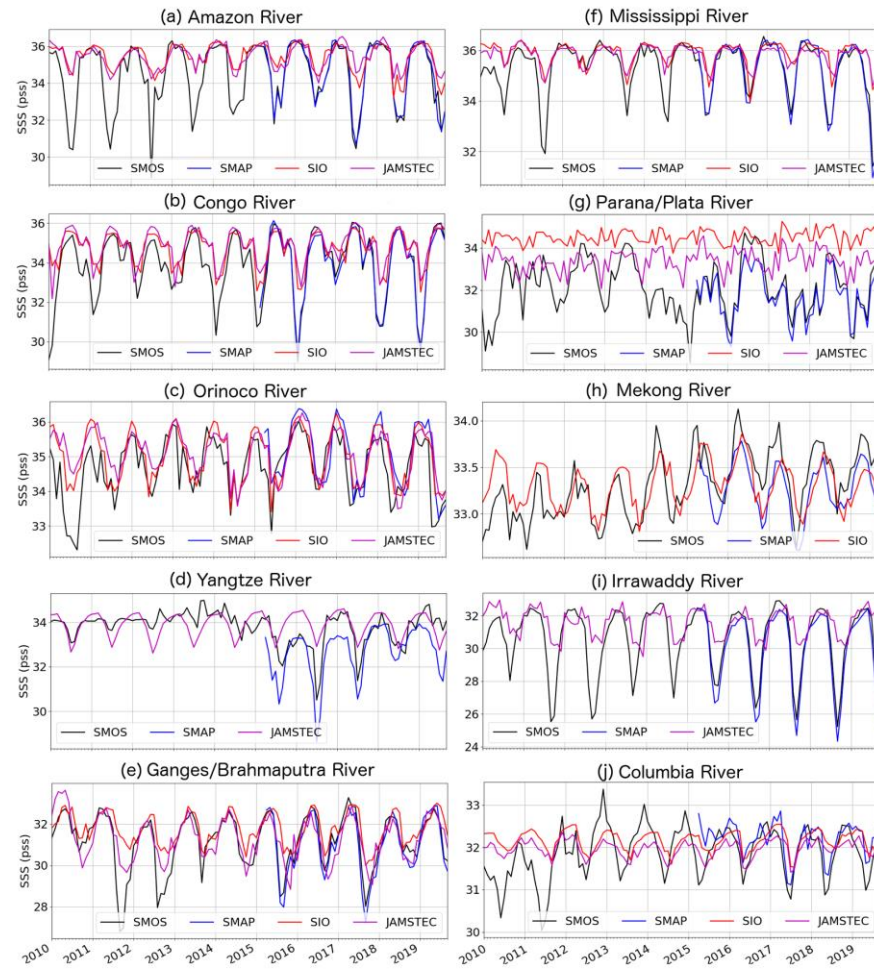 (a) Amazon River
36
34
32
30
SSS (pss)
SMOS SMAP SIO JAMSTEC
(b) Congo River
36
34
32
30
SSS (pss)
SMOS SMAP SIO JAMSTEC
(c) Orinoco River
36
35
34
33
SSS (pss)
SMOS SMAP SIO JAMSTEC
(d) Yangtze River
34
32
30
SSS (pss)
SMOS SMAP JAMSTEC
(e) Ganges/Brahmaputra River
32
30
28
SSS (pss)
SMOS SMAP SIO JAMSTEC
2010 2011 2012 2013 2014 2015 2016 2017 2018 2019
(f) Mississippi River
36
34
32
SMOS SMAP SIO JAMSTEC
(g) Parana/Plata River
34
32
30
SMOS SMAP SIO JAMSTEC
(h) Mekong River
34.0
33.5
33.0
SMOS SMAP SIO
(i) Irrawaddy River
32
30
28
26
24
SMOS SMAP JAMSTEC
(j) Columbia River
33
32
31
30
SMOS SMAP SIO JAMSTEC
2010 2011 2012 2013 2014 2015 2016 2017 2018 2019